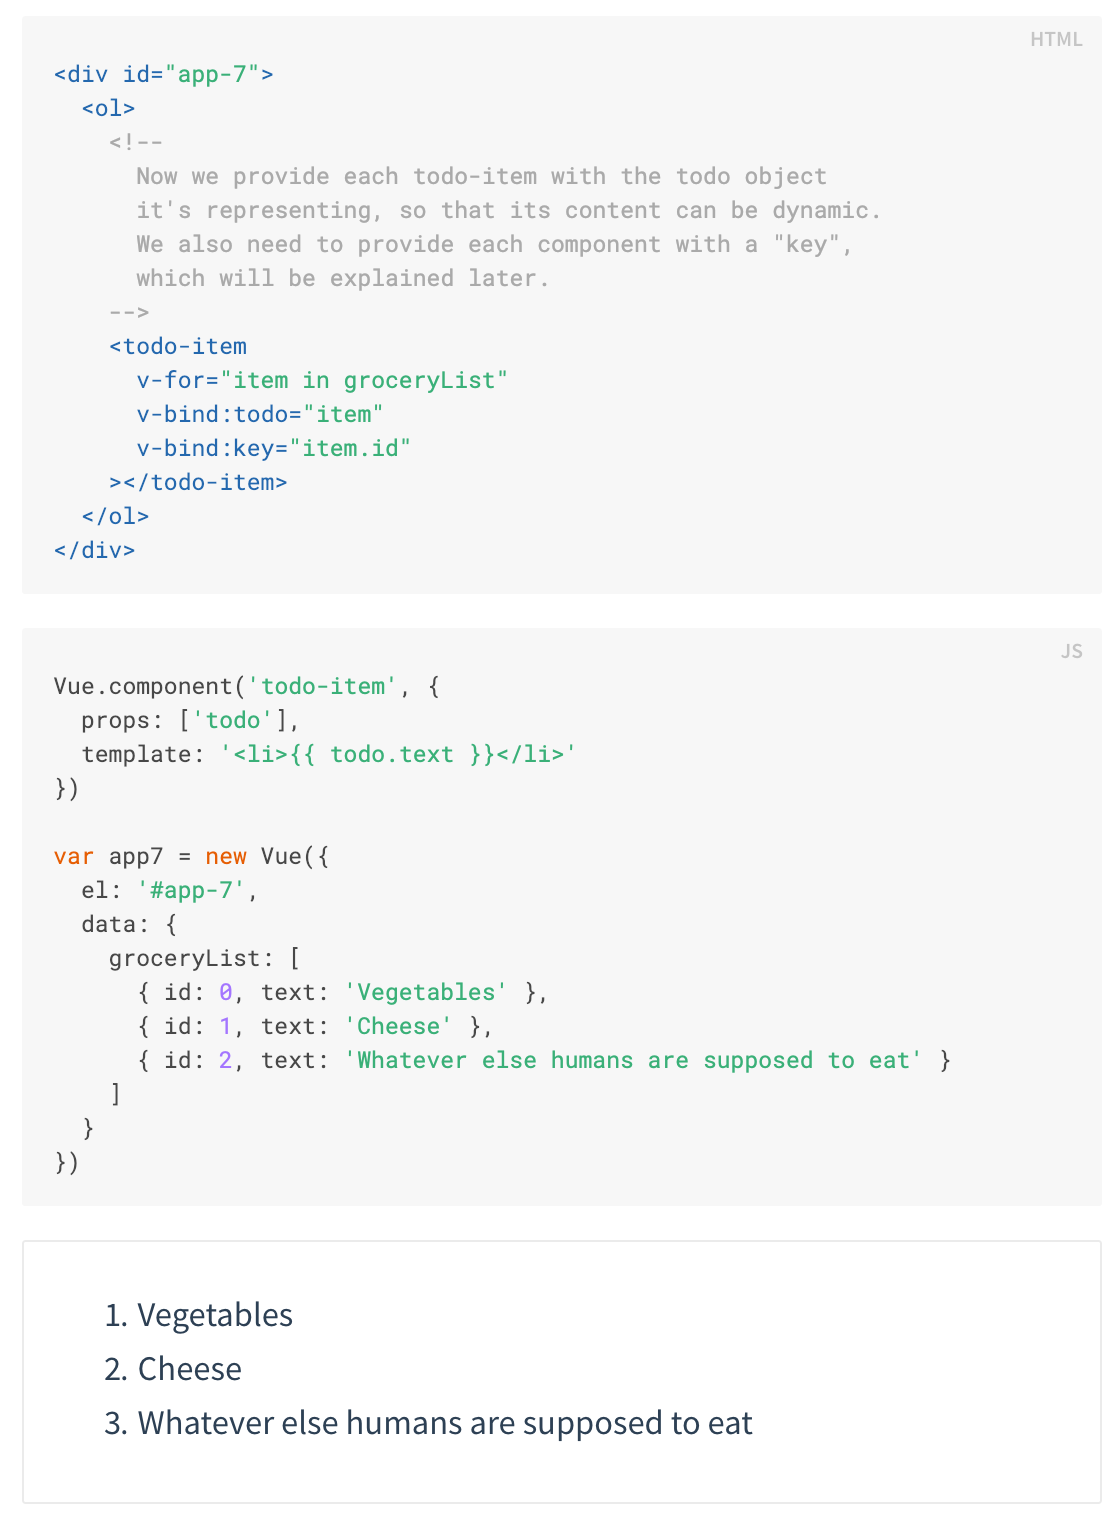 HTML
<div id="app-7">
  <ol>
    <!--
      Now we provide each todo-item with the todo object
      it's representing, so that its content can be dynamic.
      We also need to provide each component with a "key",
      which will be explained later.
    -->
    <todo-item
      v-for="item in groceryList"
      v-bind:todo="item"
      v-bind:key="item.id"
    ></todo-item>
  </ol>
</div>
JS
Vue.component('todo-item', {
  props: ['todo'],
  template: '<li>{{ todo.text }}</li>'
})

var app7 = new Vue({
  el: '#app-7',
  data: {
    groceryList: [
      { id: 0, text: 'Vegetables' },
      { id: 1, text: 'Cheese' },
      { id: 2, text: 'Whatever else humans are supposed to eat' }
    ]
  }
})
1. Vegetables
2. Cheese
3. Whatever else humans are supposed to eat